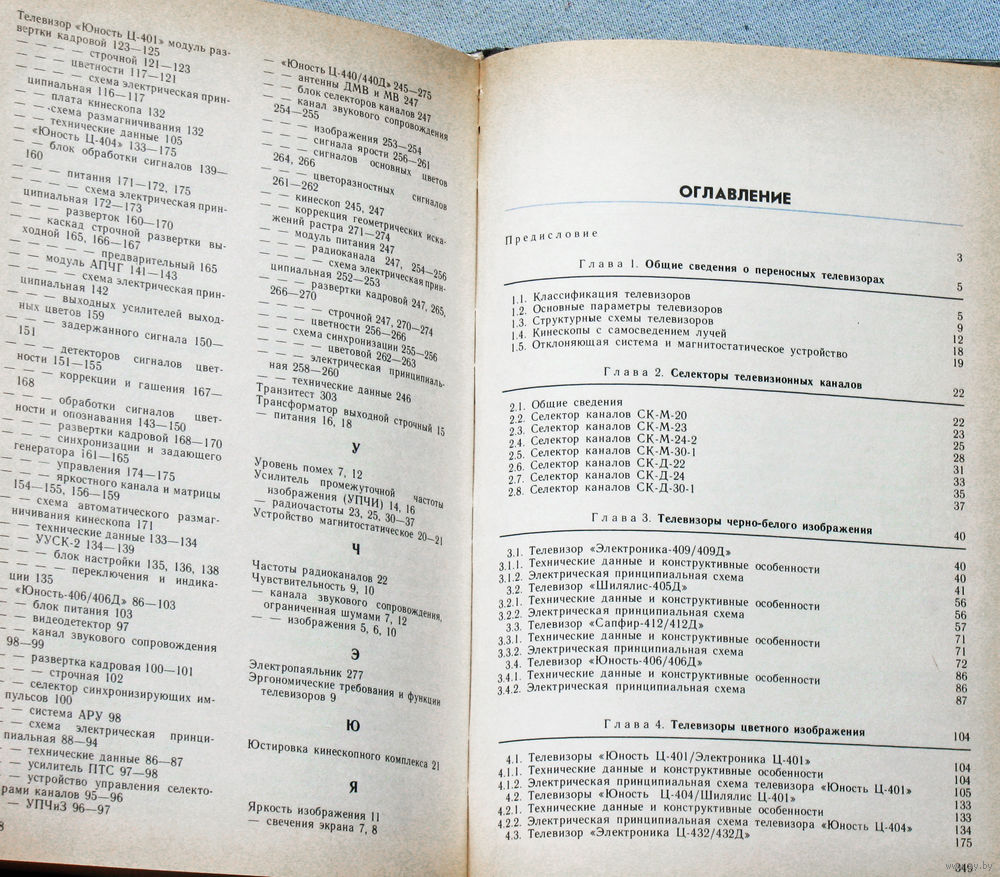 Телевизор «Юность Ц-401» модуль раз-
вертки кадровой 123—125
— — — — строчной 121—123
— — — цветности 117—121
— — — — схема электрическая прин-
ципиальная 116—117
— — плата кинескопа 132
— — схема размагничивания 132
— — технические данные 105
— «Юность Ц-404» 133—175
— — блок обработки сигналов 139—
160
— — — питания 171—172, 175
— — — — схема электрическая прин-
ципиальная 172—173
— — — разверток 160—170
— — каскад строчной развертки вы-
ходной 165, 166—167
— — — — предварительный 165
— — модуль АПЧГ 141—143
— — — — схема электрическая прин-
ципиальная 142
— — — выходных усилителей выход-
ных цветов 159
— — — задержанного сигнала 150—
151
— — — детекторов сигналов цвет-
ности 151—155
— — — коррекции и гашения 167—
168
— — — обработки сигналов цвет-
ности и опознавания 143—150
— — — развертки кадровой 168—170
— — — синхронизации и задающего
генератора 161—165
— — — управления 174—175
— — — яркостного канала и матрицы
154—155, 156—159
— — схема автоматического размаг-
ничивания кинескопа 171
— — технические данные 133—134
— — УУСК-2 134—139
— — — блок настройки 135, 136, 138
— — — — переключения и индика-
ции 135
— «Юность-406/406Д» 86—103
— — блок питания 103
— — видеодетектор 97
— — канал звукового сопровождения
98—99
— — развертка кадровая 100—101
— — — строчная 102
— — селектор синхронизирующих им-
пульсов 100
— — система АРУ 98
— — схема электрическая принци-
пиальная 88—94
— — технические данные 86—87
— — усилитель ПТС 97—98
— — устройство управления селекто-
рами каналов 95—96
— — УПЧиЗ 96—97
8
— «Юность Ц-440/440Д» 245—275
— — антенны ДМВ и МВ 247
— — блок селекторов каналов 247
— — канал звукового сопровождения
254—255
— — — изображения 253—254
— — — сигнала ярости 256—261
— — — сигналов основных цветов
264, 266
— — — цветоразностных сигналов
261—262
— — кинескоп 245, 247
— — коррекция геометрических иска-
жений растра 271—274
— — модуль питания 247
— — — радиоканала 247, 254—256
— — — — схема электрическая прин-
ципиальная 252—253
— — — развертки кадровой 247, 265,
266—270
— — — — строчной 247, 270—274
— — — цветности 256—266
— — схема синхронизации 255—256
— — — цветовой 262—263
— — — электрическая принципиаль-
ная 258—260
— — технические данные 246
Транзитест 303
Трансформатор выходной строчный 15
— питания 16, 18
У
Уровень помех 7, 12
Усилитель промежуточной частоты
изображения (УПЧИ) 14, 16
— радиочастоты 23, 25, 30—37
Устройство магнитостатическое 20—21
Ч
Частоты радиоканалов 22
Чувствительность 9, 10
— канала звукового сопровождения,
ограниченная шумами 7, 12
— — изображения 5, 6, 10
Э
Электропаяльник 277
Эргономические требования и функции
телевизоров 9
Ю
Юстировка кинескопного комплекса 21
Я
Яркость изображения 11
— свечения экрана 7, 8
ОГЛАВЛЕНИЕ
Предисловие 3
Глава 1. Общие сведения о переносных телевизорах 5
1.1. Классификация телевизоров 5
1.2. Основные параметры телевизоров 9
1.3. Структурные схемы телевизоров 12
1.4. Кинескопы с самосведением лучей 18
1.5. Отклоняющая система и магнитостатическое устройство 19
Глава 2. Селекторы телевизионных каналов 22
2.1. Общие сведения 22
2.2. Селектор каналов СК-М-20 23
2.3. Селектор каналов СК-М-23 25
2.4. Селектор каналов СК-М-24-2 28
2.5. Селектор каналов СК-М-30-1 31
2.6. Селектор каналов СК-Д-22 33
2.7. Селектор каналов СК-Д-24 35
2.8. Селектор каналов СК-Д-30-1 37
Глава 3. Телевизоры черно-белого изображения 40
3.1. Телевизор «Электроника-409/409Д» 40
3.1.1. Технические данные и конструктивные особенности 40
3.1.2. Электрическая принципиальная схема 41
3.2. Телевизор «Шилялис-405Д» 56
3.2.1. Технические данные и конструктивные особенности 56
3.2.2. Электрическая принципиальная схема 57
3.3. Телевизор «Сапфир-412/412Д» 71
3.3.1. Технические данные и конструктивные особенности 71
3.3.2. Электрическая принципиальная схема 72
3.4. Телевизор «Юность-406/406Д» 86
3.4.1. Технические данные и конструктивные особенности 86
3.4.2. Электрическая принципиальная схема 87
Глава 4. Телевизоры цветного изображения 104
4.1. Телевизоры «Юность Ц-401/Электроника Ц-401» 104
4.1.1. Технические данные и конструктивные особенности 104
4.1.2. Электрическая принципиальная схема телевизора «Юность Ц-401» 105
4.2. Телевизоры «Юность Ц-404/Шилялис Ц-401» 133
4.2.1. Технические данные и конструктивные особенности 133
4.2.2. Электрическая принципиальная схема телевизора «Юность Ц-404» 134
4.3. Телевизор «Электроника Ц-432/432Д» 175
349
www.ay.by